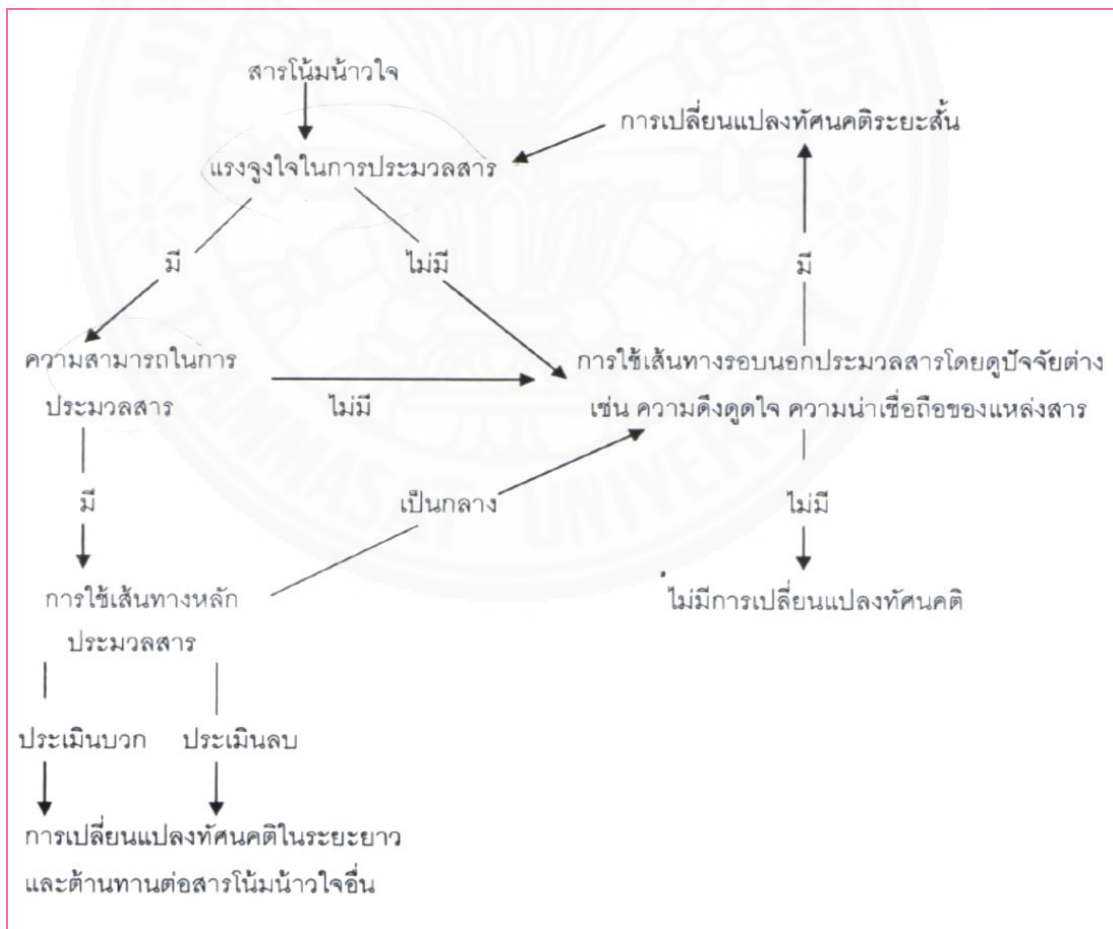 สารโน้มน้าวใจ
การเปลี่ยนแปลงทัศนคติระยะสั้น
แรงจูงใจในการประมวลสาร
มี
ไม่มี
มี
ความสามารถในการ
ประมวลสาร
ไม่มี
การใช้เส้นทางรอบนอกประมวลสารโดยดูปัจจัยต่าง
เช่น ความดึงดูดใจ ความน่าเชื่อถือของแหล่งสาร
มี
เป็นกลาง
ไม่มี
การใช้เส้นทางหลัก
ประมวลสาร
ไม่มีการเปลี่ยนแปลงทัศนคติ
ประเมินบวก
ประเมินลบ
การเปลี่ยนแปลงทัศนคติในระยะยาว
และต้านทานต่อสารโน้มน้าวใจอื่น
THAMMASAT UNIVERSITY